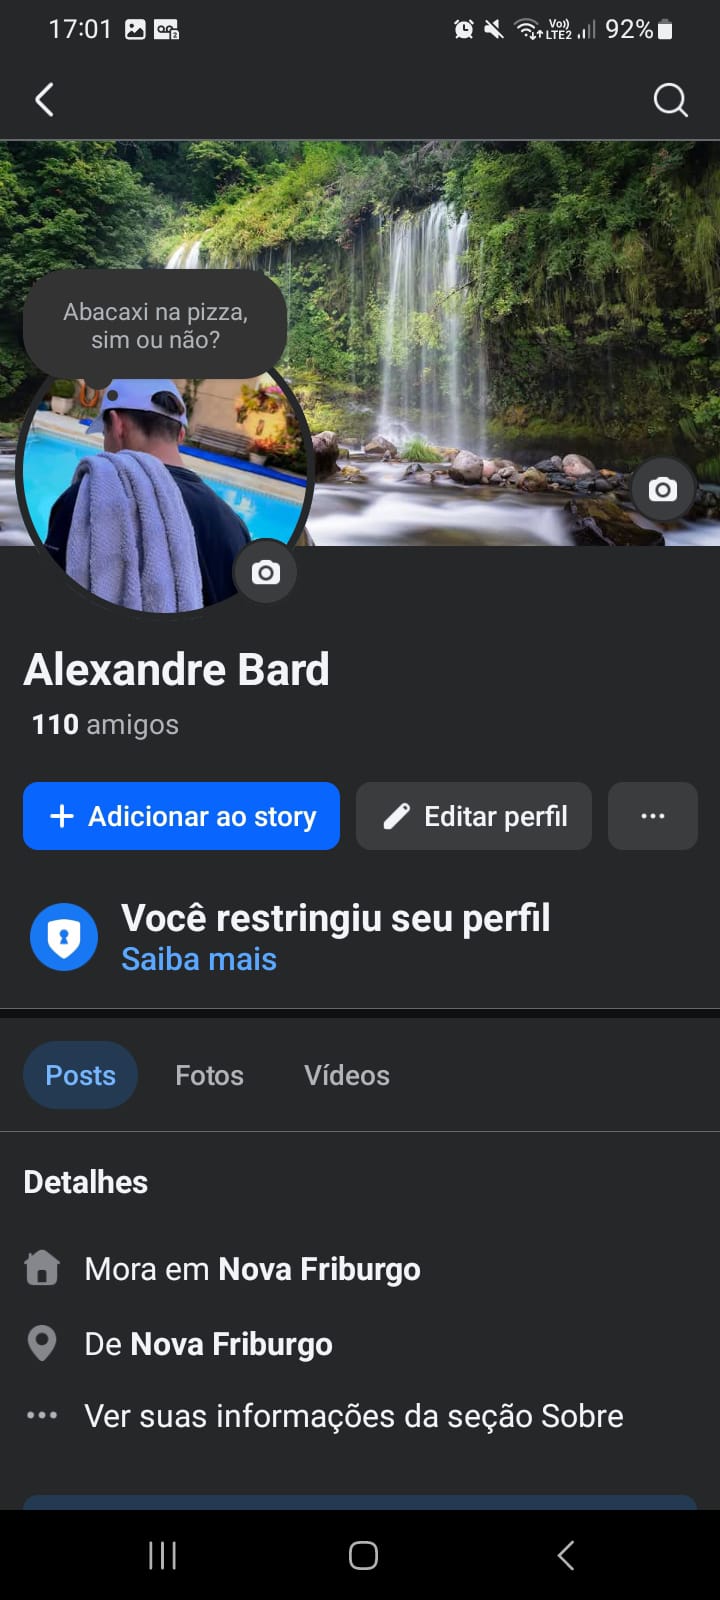 17:01
Vo)) LTE2 92%
Abacaxi na pizza,
sim ou não?
Alexandre Bard
110 amigos
+ Adicionar ao story
Editar perfil
Você restringiu seu perfil
Saiba mais
Posts Fotos Vídeos
Detalhes
Mora em Nova Friburgo
De Nova Friburgo
Ver suas informações da seção Sobre